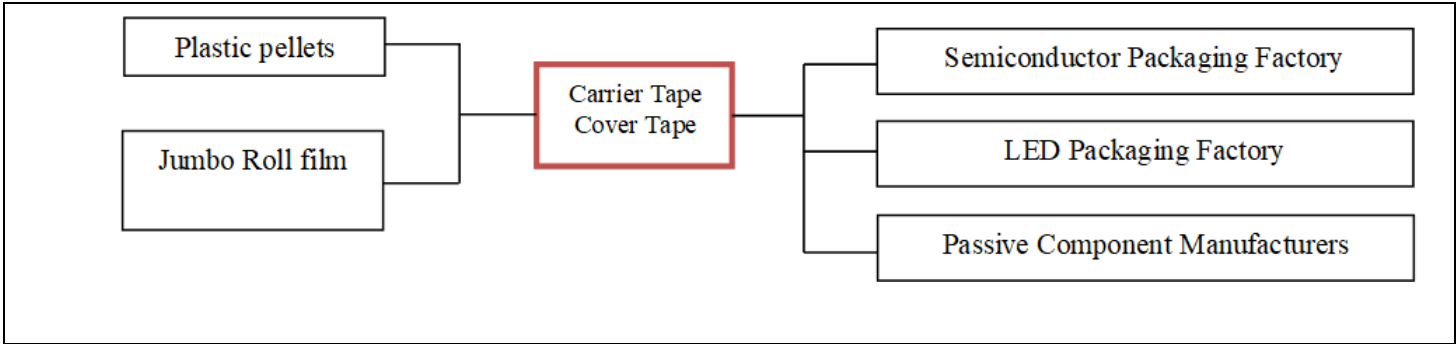 Plastic pellets
Jumbo Roll film
Carrier Tape
Cover Tape
Semiconductor Packaging Factory
LED Packaging Factory
Passive Component Manufacturers